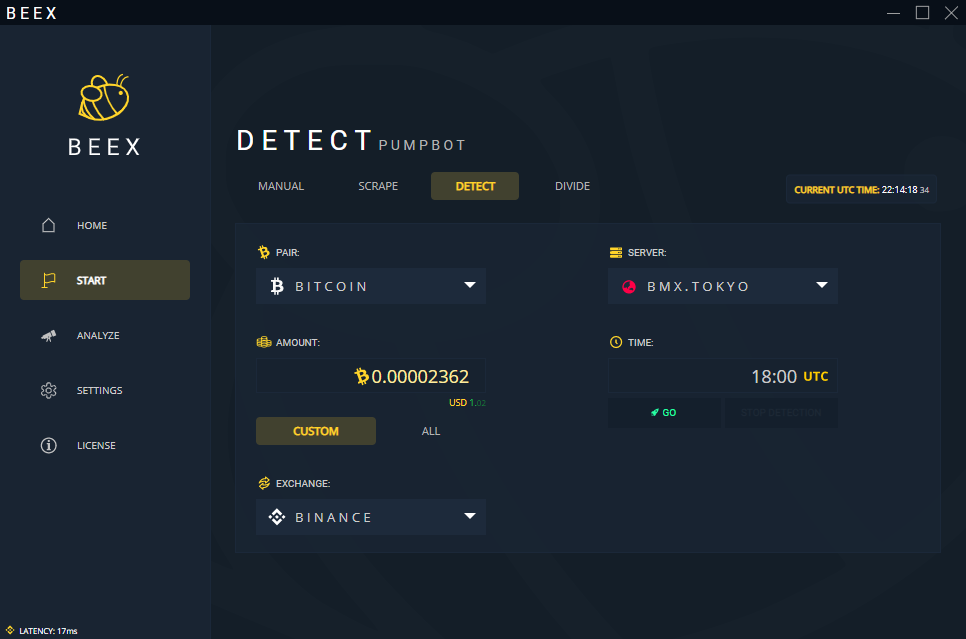 BEEX
BEEX
HOME
START
ANALYZE
SETTINGS
LICENSE
LATENCY: 17ms
DETECT PUMPBOT
MANUAL SCRAPE DETECT DIVIDE
CURRENT UTC TIME: 22:14:18 34
PAIR:
BITCOIN
SERVER:
BMX.TOKYO
AMOUNT:
0.00002362
USD 1.02
CUSTOM ALL
TIME:
18:00 UTC
GO STOP DETECTION
EXCHANGE:
BINANCE